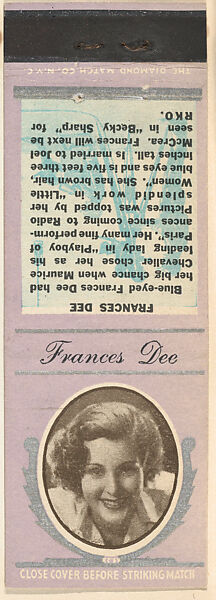 THE DIAMOND MATCH CO. N.Y.C.
FRANCES DEE
Blue-eyed Frances Dee had
her big chance when Maurice
Chevalier chose her as his
leading lady in "Playboy of
Paris". Her many fine perform-
ances since coming to Radio
Pictures was topped by her
splendid work in "Little
Women". She has brown hair,
blue eyes and is five feet three
inches tall. Is married to Joel
McCrea. Frances will next be
seen in "Becky Sharp" for
RKO.
Frances Dee
CLOSE COVER BEFORE STRIKING MATCH